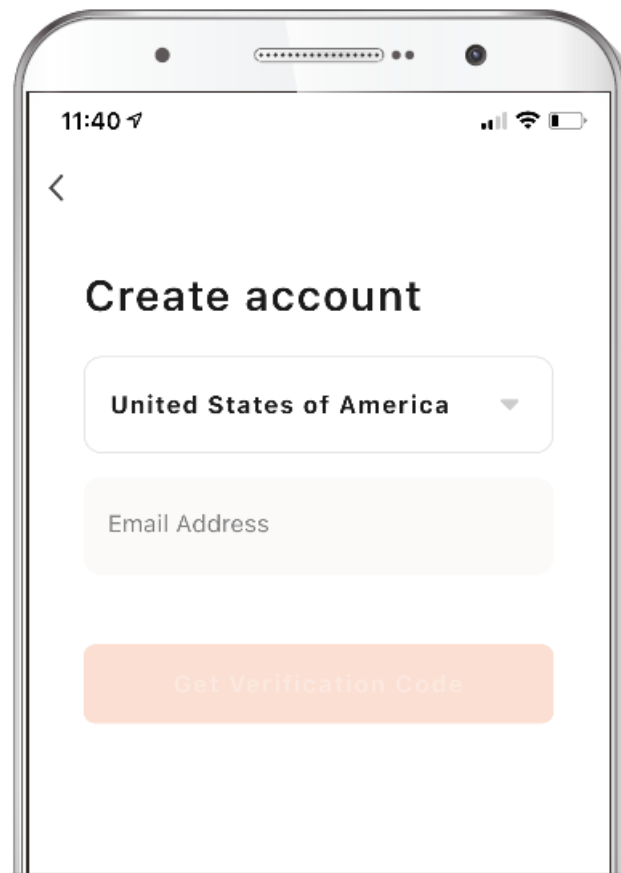 11:40
Create account
United States of America
Email Address
Get Verification Code